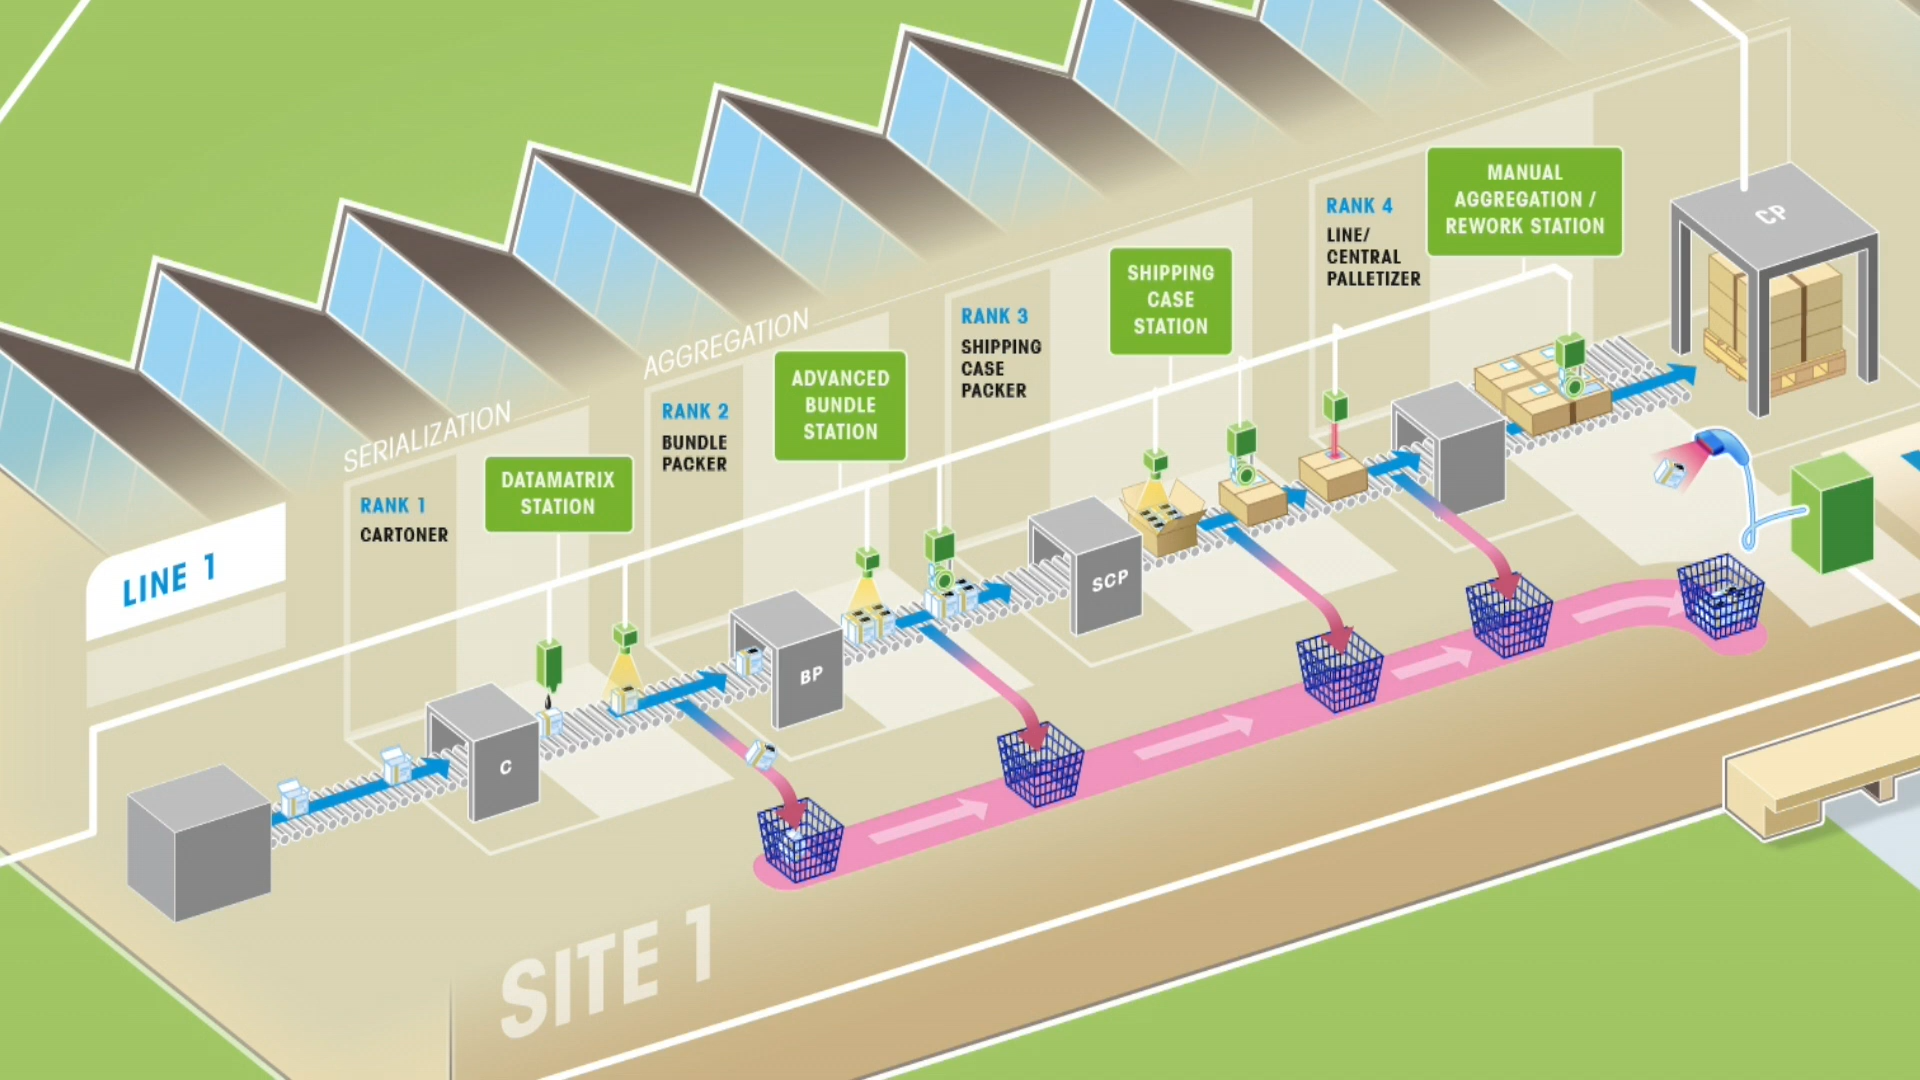 LINE 1
SERIALIZATION
RANK 1
CARTONER
DATAMATRIX
STATION
AGGREGATION
RANK 2
BUNDLE
PACKER
ADVANCED
BUNDLE
STATION
RANK 3
SHIPPING
CASE
PACKER
SHIPPING
CASE
STATION
RANK 4
LINE/
CENTRAL
PALLETIZER
MANUAL
AGGREGATION /
REWORK STATION
CP
SCP
BP
C
SITE 1